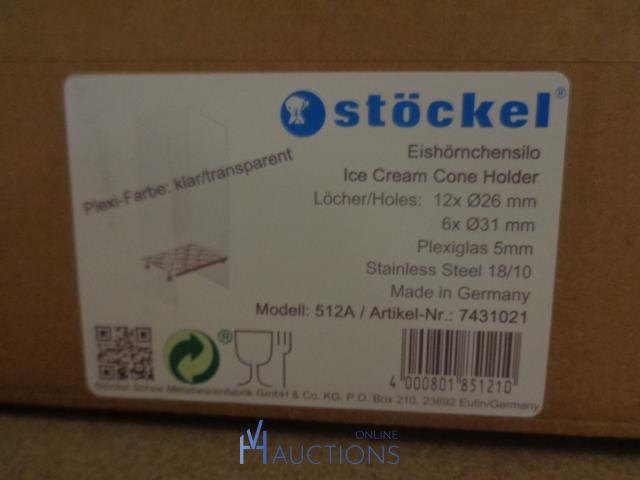 stöckel®
Eishörnchensilo
Ice Cream Cone Holder
Plexi-Farbe: klar/transparent
Löcher/Holes: 12x Ø26 mm
6x Ø31 mm
Plexiglas 5mm
Stainless Steel 18/10
Made in Germany
Modell: 512A / Artikel-Nr.: 7431021
®
4 000801 851210
Stöckel Söhne Metallwarenfabrik GmbH & Co. KG, P.O. Box 210, 23692 Eutin/Germany
HV ONLINE
AUCTIONS